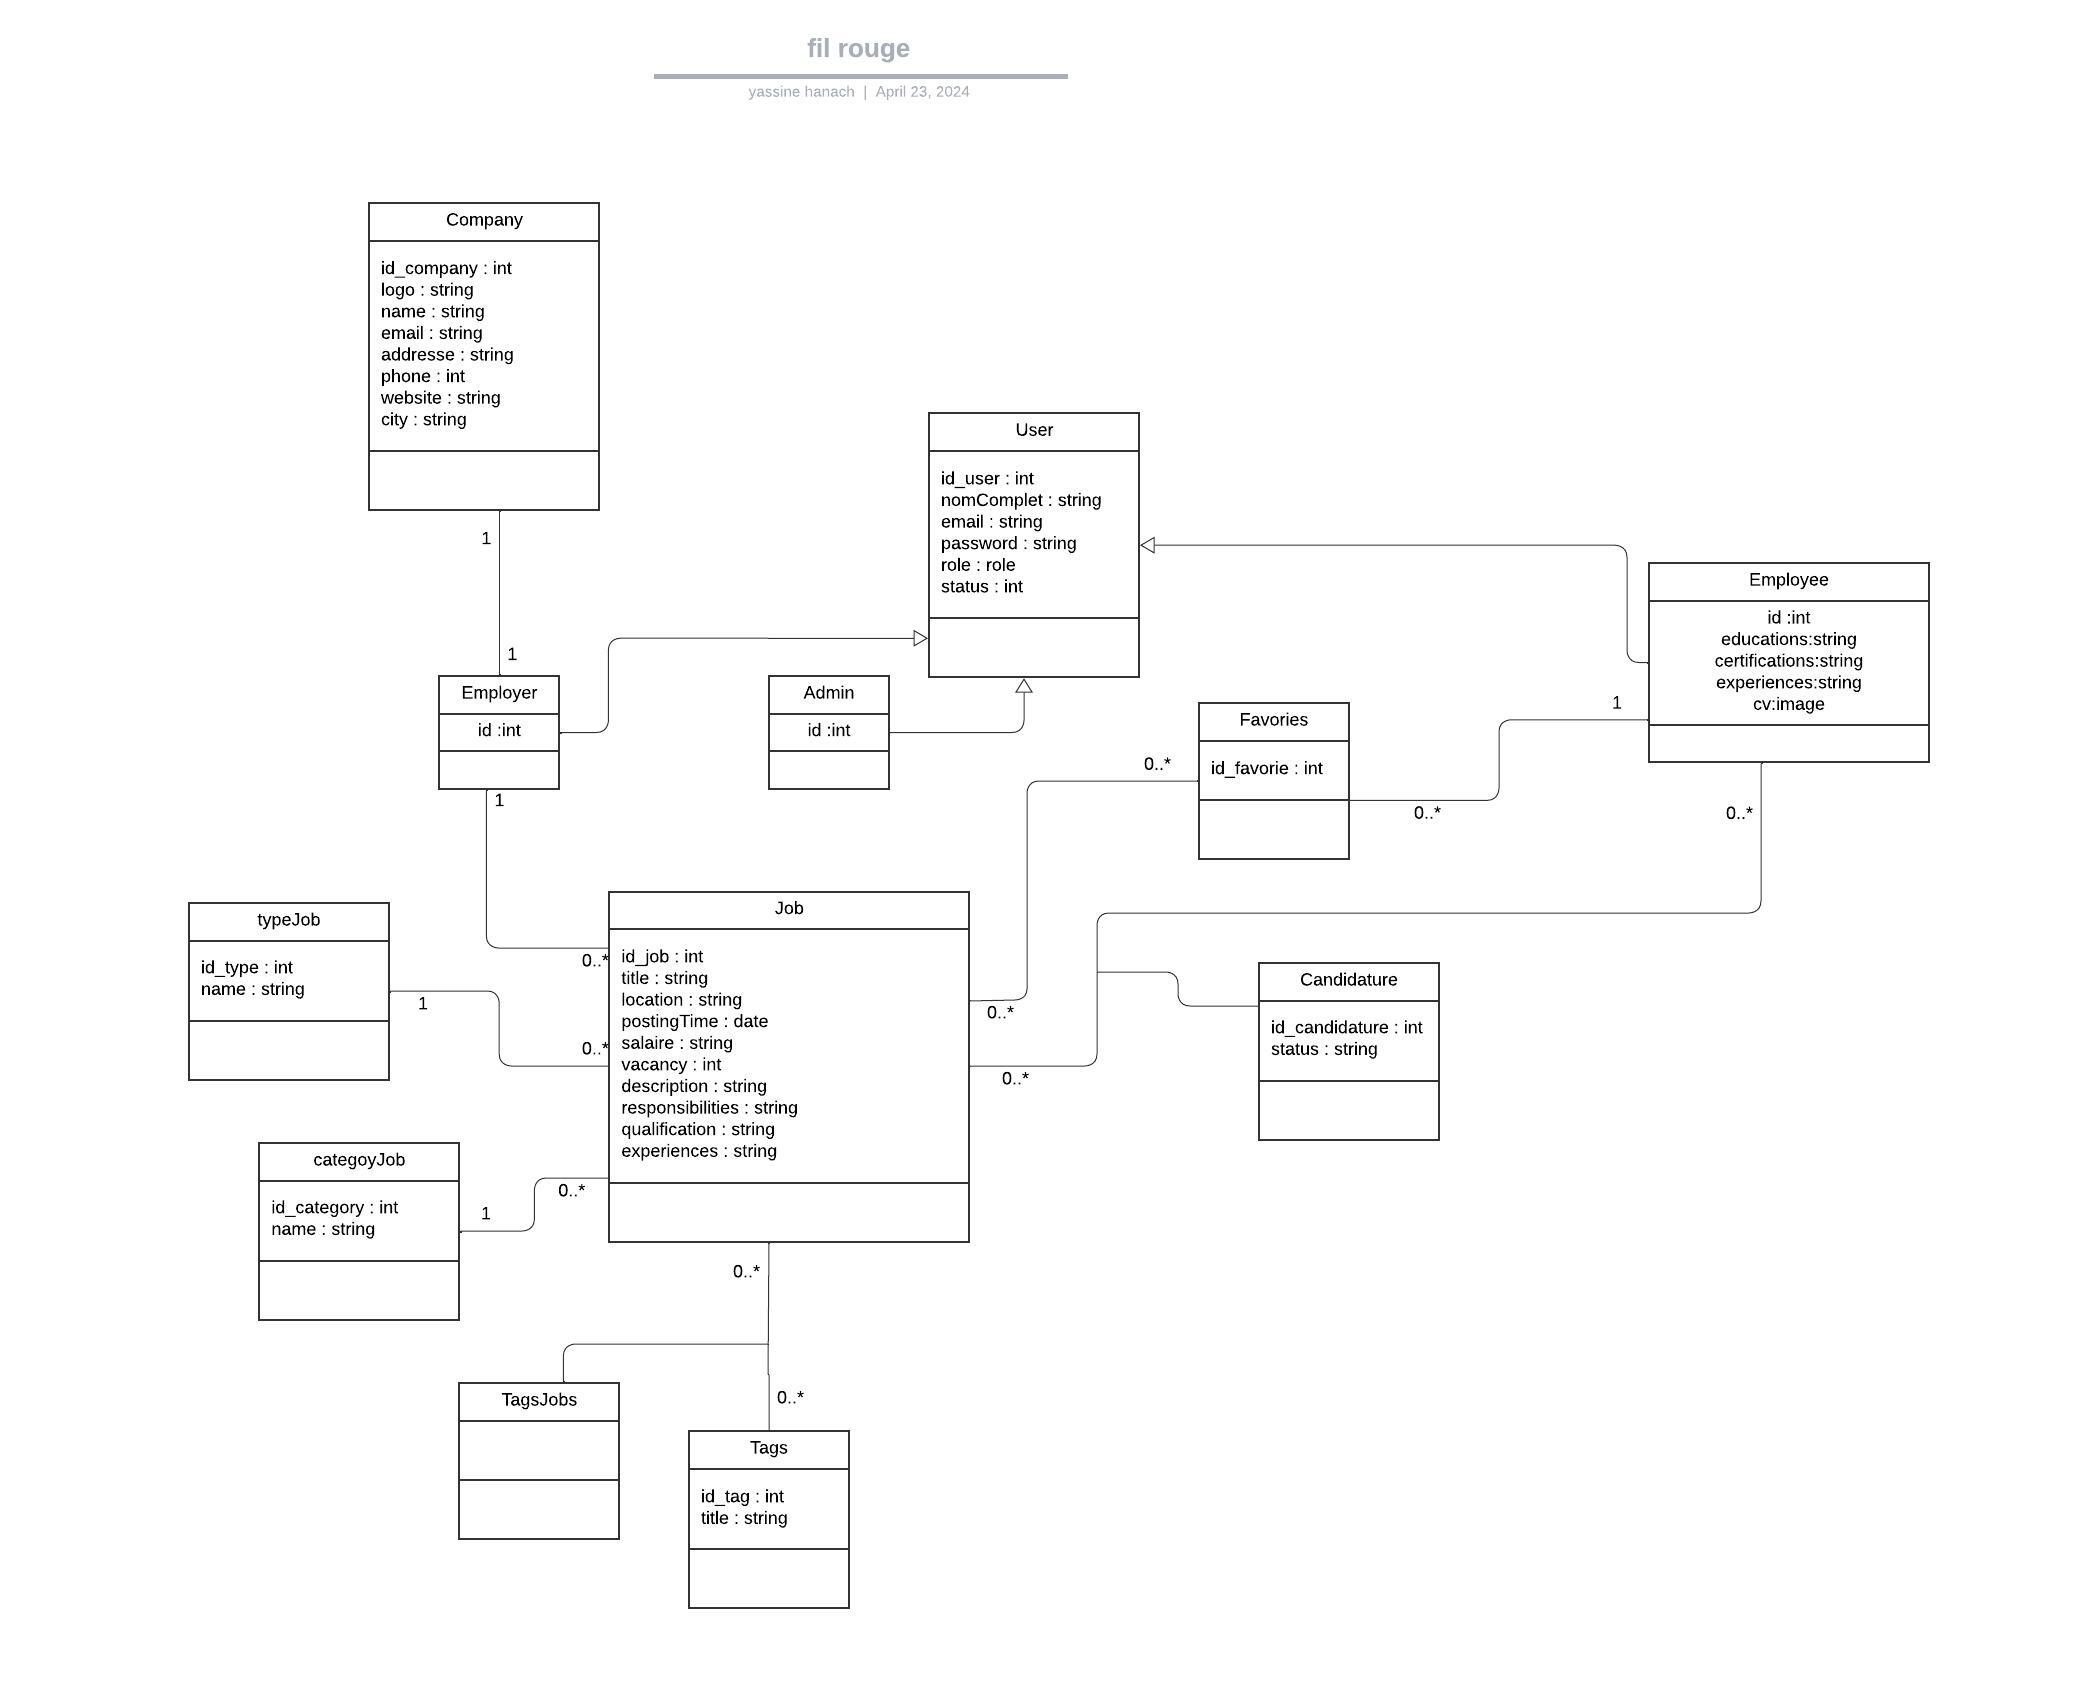 fil rouge
yassine hanach | April 23, 2024
Company
id_company : int
logo : string
name : string
email : string
addresse : string
phone : int
website : string
city : string
1
1
Employer
id :int
1
User
id_user : int
nomComplet : string
email : string
password : string
role : role
status : int
Admin
id :int
Employee
id :int
educations:string
certifications:string
experiences:string
cv:image
1
0..*
Favories
id_favorie : int
0..*
0..*
typeJob
id_type : int
name : string
1
0..*
0..*
Job
id_job : int
title : string
location : string
postingTime : date
salaire : string
vacancy : int
description : string
responsibilities : string
qualification : string
experiences : string
0..*
0..*
Candidature
id_candidature : int
status : string
categoyJob
id_category : int
name : string
1
0..*
0..*
0..*
TagsJobs
Tags
id_tag : int
title : string